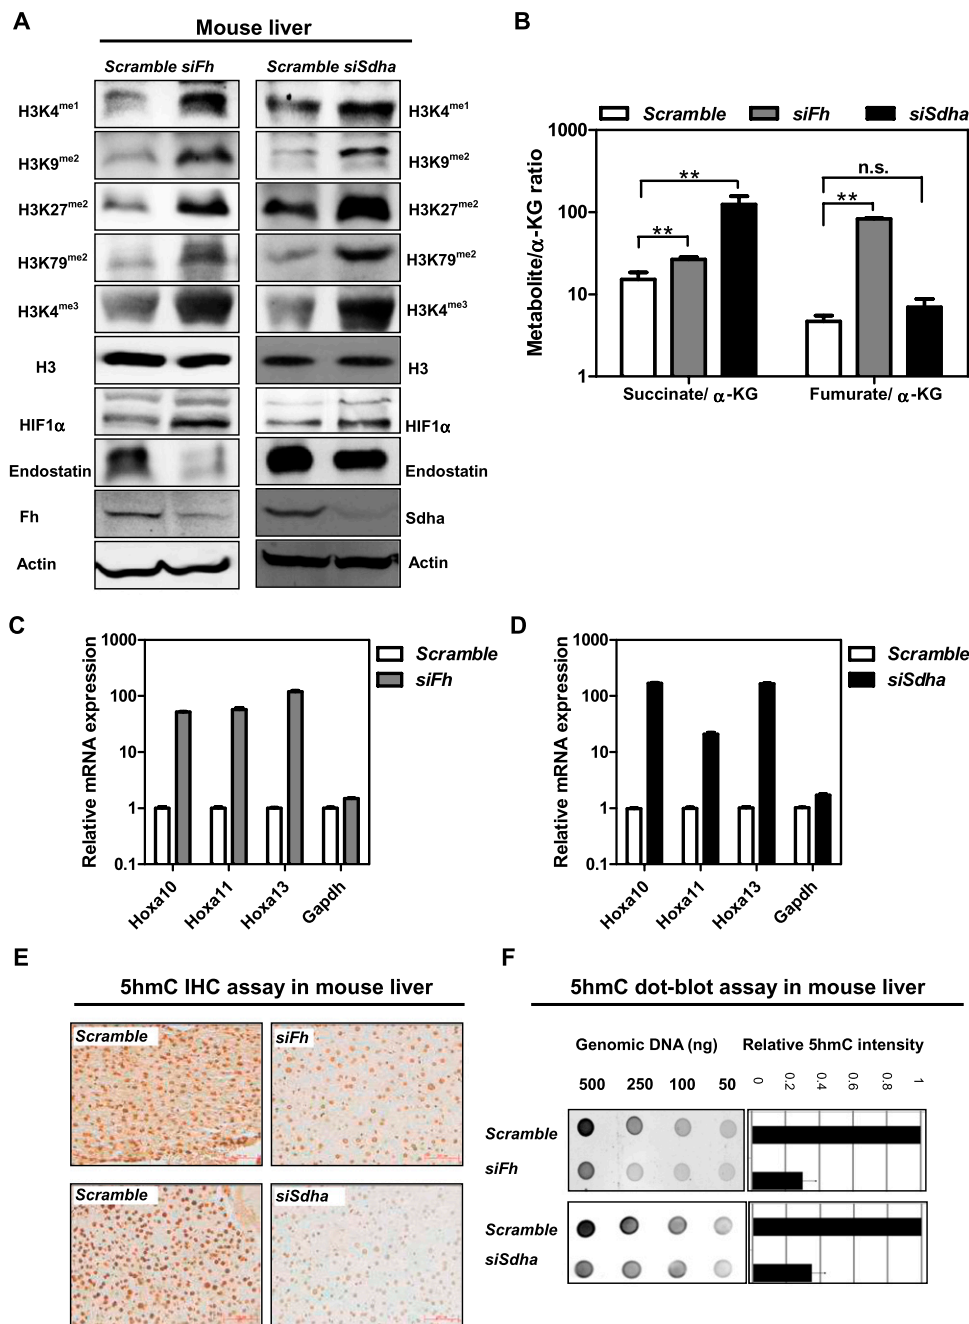 A
Mouse liver
Scramble siFh
Scramble siSdha
H3K4me1
H3K4me1
H3K9me2
H3K9me2
H3K27me2
H3K27me2
H3K79me2
H3K79me2
H3K4me3
H3K4me3
H3
H3
HIF1α
HIF1α
Endostatin
Endostatin
Fh
Sdha
Actin
Actin
B
Scramble siFh siSdha
Metabolite/α-KG ratio
1000
100
10
1
**
**
n.s.
**
Succinate/ α-KG
Fumurate/ α-KG
C
Relative mRNA expression
1000
100
10
1
0.1
Scramble
siFh
Hoxa10
Hoxa11
Hoxa13
Gapdh
D
Relative mRNA expression
1000
100
10
1
0.1
Scramble
siSdha
Hoxa10
Hoxa11
Hoxa13
Gapdh
E
5hmC IHC assay in mouse liver
Scramble
siFh
Scramble
siSdha
F
5hmC dot-blot assay in mouse liver
Genomic DNA (ng)
Relative 5hmC intensity
500 250 100 50
0 0.2 0.4 0.6 0.8 1
Scramble
siFh
Scramble
siSdha